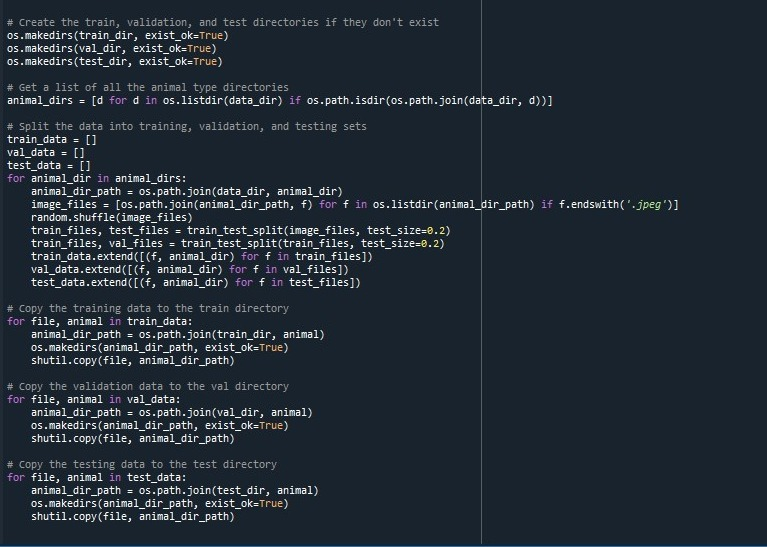 # Create the train, validation, and test directories if they don't exist
os.makedirs(train_dir, exist_ok=True)
os.makedirs(val_dir, exist_ok=True)
os.makedirs(test_dir, exist_ok=True)

# Get a list of all the animal type directories
animal_dirs = [d for d in os.listdir(data_dir) if os.path.isdir(os.path.join(data_dir, d))]

# Split the data into training, validation, and testing sets
train_data = []
val_data = []
test_data = []
for animal_dir in animal_dirs:
    animal_dir_path = os.path.join(data_dir, animal_dir)
    image_files = [os.path.join(animal_dir_path, f) for f in os.listdir(animal_dir_path) if f.endswith('.jpeg')]
    random.shuffle(image_files)
    train_files, test_files = train_test_split(image_files, test_size=0.2)
    train_files, val_files = train_test_split(train_files, test_size=0.2)
    train_data.extend([(f, animal_dir) for f in train_files])
    val_data.extend([(f, animal_dir) for f in val_files])
    test_data.extend([(f, animal_dir) for f in test_files])

# Copy the training data to the train directory
for file, animal in train_data:
    animal_dir_path = os.path.join(train_dir, animal)
    os.makedirs(animal_dir_path, exist_ok=True)
    shutil.copy(file, animal_dir_path)

# Copy the validation data to the val directory
for file, animal in val_data:
    animal_dir_path = os.path.join(val_dir, animal)
    os.makedirs(animal_dir_path, exist_ok=True)
    shutil.copy(file, animal_dir_path)

# Copy the testing data to the test directory
for file, animal in test_data:
    animal_dir_path = os.path.join(test_dir, animal)
    os.makedirs(animal_dir_path, exist_ok=True)
    shutil.copy(file, animal_dir_path)